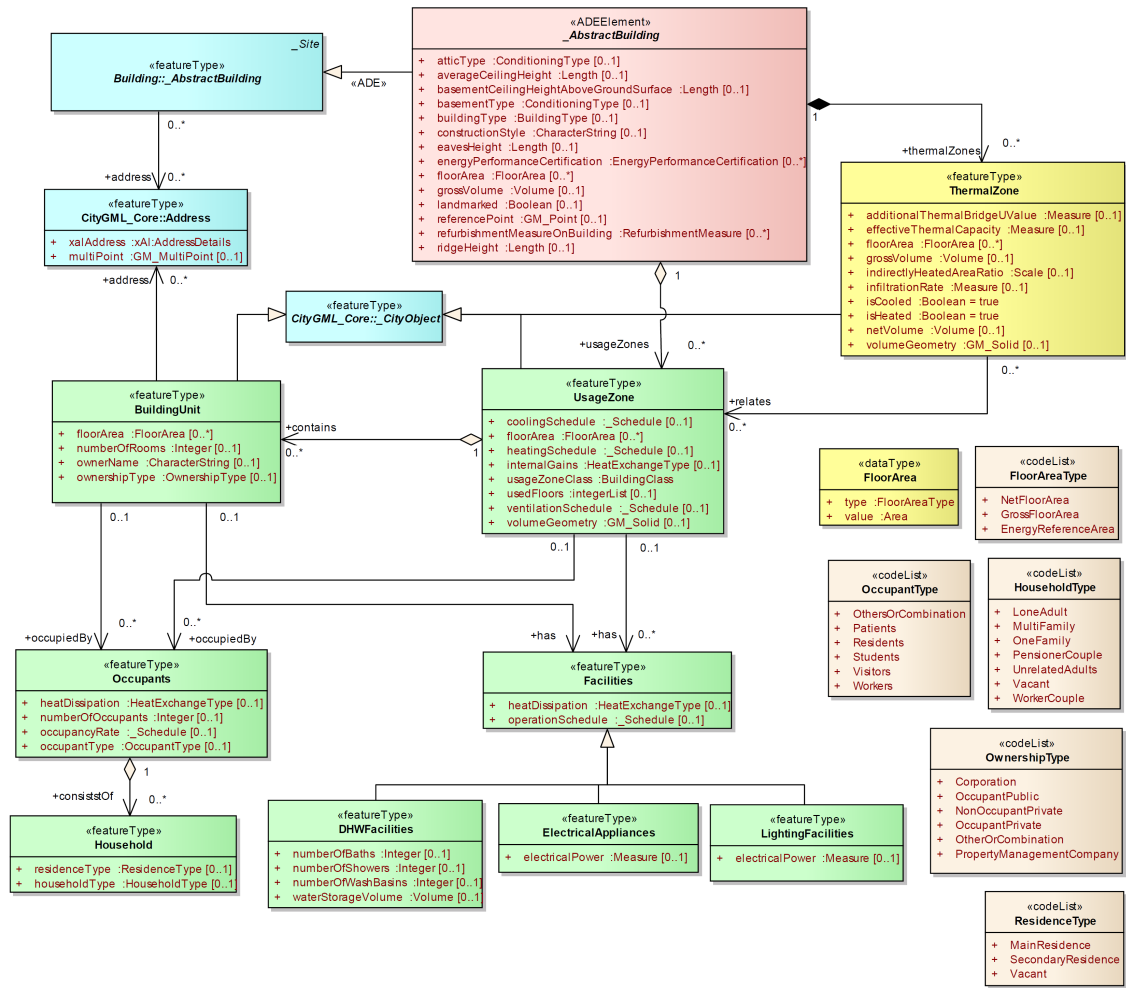 _Site
«featureType»
Building::_AbstractBuilding
«ADE»
«ADEElement»
_AbstractBuilding
+ atticType :ConditioningType [0..1]
+ averageCeilingHeight :Length [0..1]
+ basementCeilingHeightAboveGroundSurface :Length [0..1]
+ basementType :ConditioningType [0..1]
+ buildingType :BuildingType [0..1]
+ constructionStyle :CharacterString [0..1]
+ eavesHeight :Length [0..1]
+ energyPerformanceCertification :EnergyPerformanceCertification [0..*]
+ floorArea :FloorArea [0..*]
+ grossVolume :Volume [0..1]
+ landmarked :Boolean [0..1]
+ referencePoint :GM_Point [0..1]
+ refurbishmentMeasureOnBuilding :RefurbishmentMeasure [0..*]
+ ridgeHeight :Length [0..1]
1
+thermalZones
0..*
«featureType»
ThermalZone
+ additionalThermalBridgeUValue :Measure [0..1]
+ effectiveThermalCapacity :Measure [0..1]
+ floorArea :FloorArea [0..*]
+ grossVolume :Volume [0..1]
+ indirectlyHeatedAreaRatio :Scale [0..1]
+ infiltrationRate :Measure [0..1]
+ isCooled :Boolean = true
+ isHeated :Boolean = true
+ netVolume :Volume [0..1]
+ volumeGeometry :GM_Solid [0..1]
0..*
0..*
+address
0..*
«featureType»
CityGML_Core::Address
+ xalAddress :xAl:AddressDetails
+ multiPoint :GM_MultiPoint [0..1]
+address
0..*
«featureType»
CityGML_Core::_CityObject
1
+usageZones
0..*
«featureType»
BuildingUnit
+ floorArea :FloorArea [0..*]
+ numberOfRooms :Integer [0..1]
+ ownerName :CharacterString [0..1]
+ ownershipType :OwnershipType [0..1]
+contains
0..*
1
«featureType»
UsageZone
+ coolingSchedule :_Schedule [0..1]
+ floorArea :FloorArea [0..*]
+ heatingSchedule :_Schedule [0..1]
+ internalGains :HeatExchangeType [0..1]
+ usageZoneClass :BuildingClass
+ usedFloors :integerList [0..1]
+ ventilationSchedule :_Schedule [0..1]
+ volumeGeometry :GM_Solid [0..1]
+relates
0..*
0..1
0..1
0..1
0..1
«dataType»
FloorArea
+ type :FloorAreaType
+ value :Area
«codeList»
FloorAreaType
+ NetFloorArea
+ GrossFloorArea
+ EnergyReferenceArea
«codeList»
OccupantType
+ OthersOrCombination
+ Patients
+ Residents
+ Students
+ Visitors
+ Workers
«codeList»
HouseholdType
+ LoneAdult
+ MultiFamily
+ OneFamily
+ PensionerCouple
+ UnrelatedAdults
+ Vacant
+ WorkerCouple
0..*
+occupiedBy
0..*
+occupiedBy
+has
+has
0..*
«featureType»
Occupants
+ heatDissipation :HeatExchangeType [0..1]
+ numberOfOccupants :Integer [0..1]
+ occupancyRate :_Schedule [0..1]
+ occupantType :OccupantType [0..1]
«featureType»
Facilities
+ heatDissipation :HeatExchangeType [0..1]
+ operationSchedule :_Schedule [0..1]
1
+consiststOf
0..*
«featureType»
Household
+ residenceType :ResidenceType [0..1]
+ householdType :HouseholdType [0..1]
«featureType»
DHWFacilities
+ numberOfBaths :Integer [0..1]
+ numberOfShowers :Integer [0..1]
+ numberOfWashBasins :Integer [0..1]
+ waterStorageVolume :Volume [0..1]
«featureType»
ElectricalAppliances
+ electricalPower :Measure [0..1]
«featureType»
LightingFacilities
+ electricalPower :Measure [0..1]
«codeList»
OwnershipType
+ Corporation
+ OccupantPublic
+ NonOccupantPrivate
+ OccupantPrivate
+ OtherOrCombination
+ PropertyManagementCompany
«codeList»
ResidenceType
+ MainResidence
+ SecondaryResidence
+ Vacant